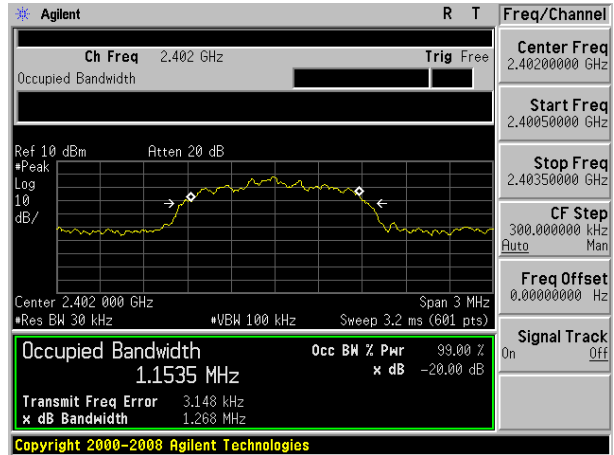 Agilent R T Freq/Channel
Ch Freq 2.402 GHz Trig Free
Occupied Bandwidth
Center Freq
2.40200000 GHz
Start Freq
2.40050000 GHz
Stop Freq
2.40350000 GHz
CF Step
300.000000 kHz
Auto Man
Freq Offset
0.00000000 Hz
Signal Track
On Off
Ref 10 dBm Atten 20 dB
#Peak
Log
10
dB/
Center 2.402 000 GHz Span 3 MHz
#Res BW 30 kHz #VBW 100 kHz Sweep 3.2 ms (601 pts)
Occupied Bandwidth Occ BW % Pwr 99.00 %
1.1535 MHz x dB -20.00 dB
Transmit Freq Error 3.148 kHz
x dB Bandwidth 1.268 MHz
Copyright 2000-2008 Agilent Technologies